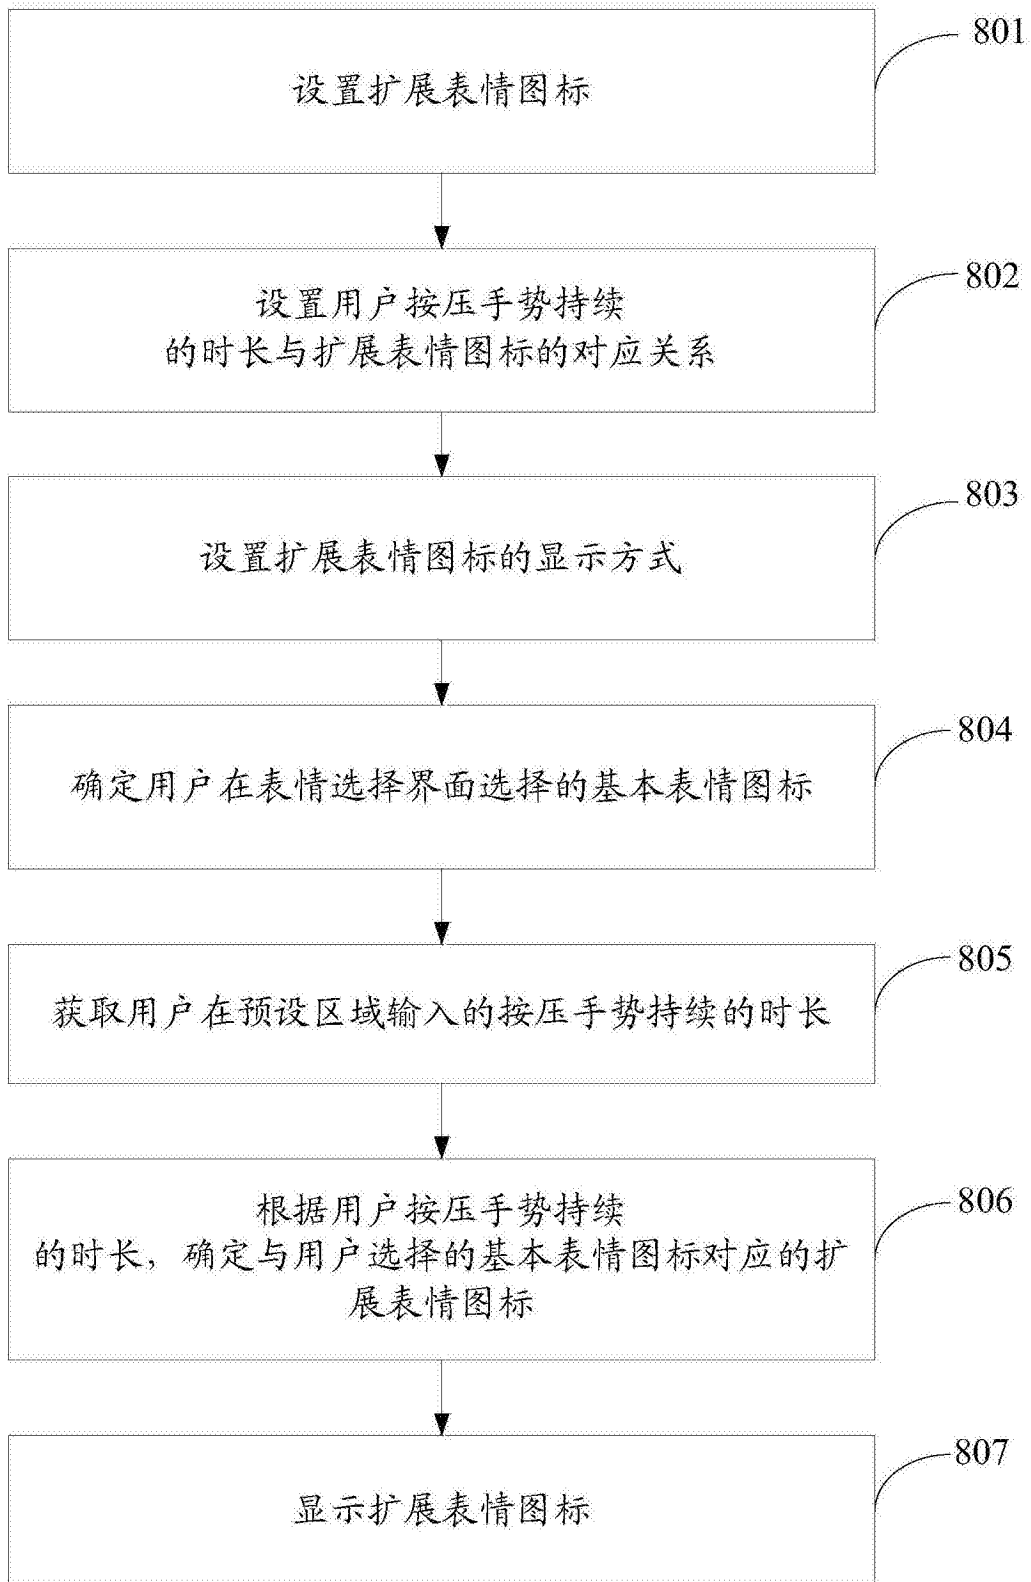 801
设置扩展表情图标
802
设置用户按压手势持续
的时长与扩展表情图标的对应关系
803
设置扩展表情图标的显示方式
804
确定用户在表情选择界面选择的基本表情图标
805
获取用户在预设区域输入的按压手势持续的时长
806
根据用户按压手势持续
的时长，确定与用户选择的基本表情图标对应的扩
展表情图标
807
显示扩展表情图标